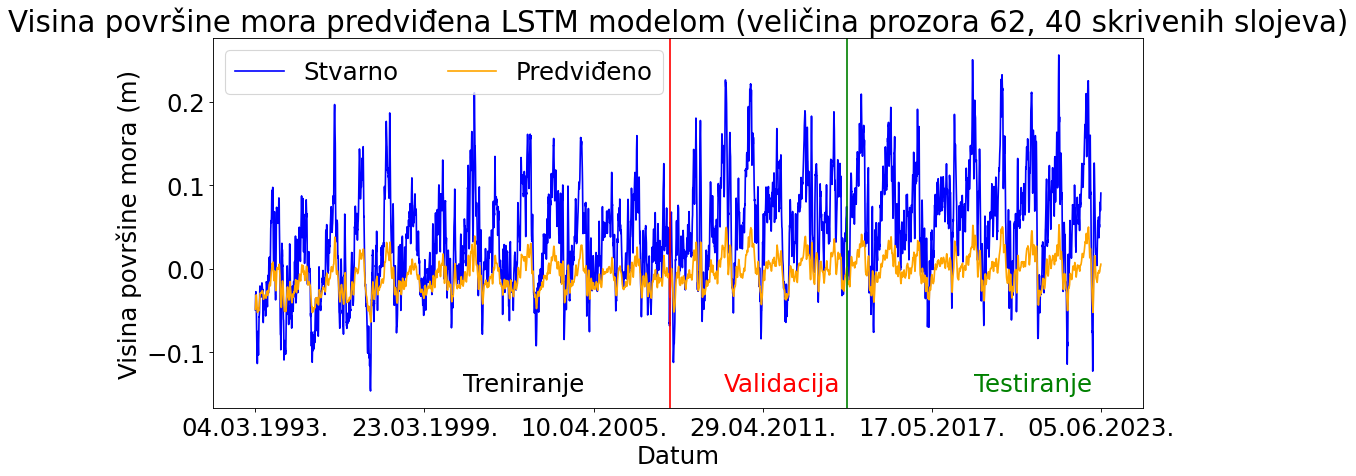 Visina površine mora predviđena LSTM modelom (veličina prozora 62, 40 skrivenih slojeva)
Stvarno
Predviđeno
Visina površine mora (m)
0.2
0.1
0.0
−0.1
Treniranje
Validacija
Testiranje
04.03.1993.
23.03.1999.
10.04.2005.
29.04.2011.
17.05.2017.
05.06.2023.
Datum